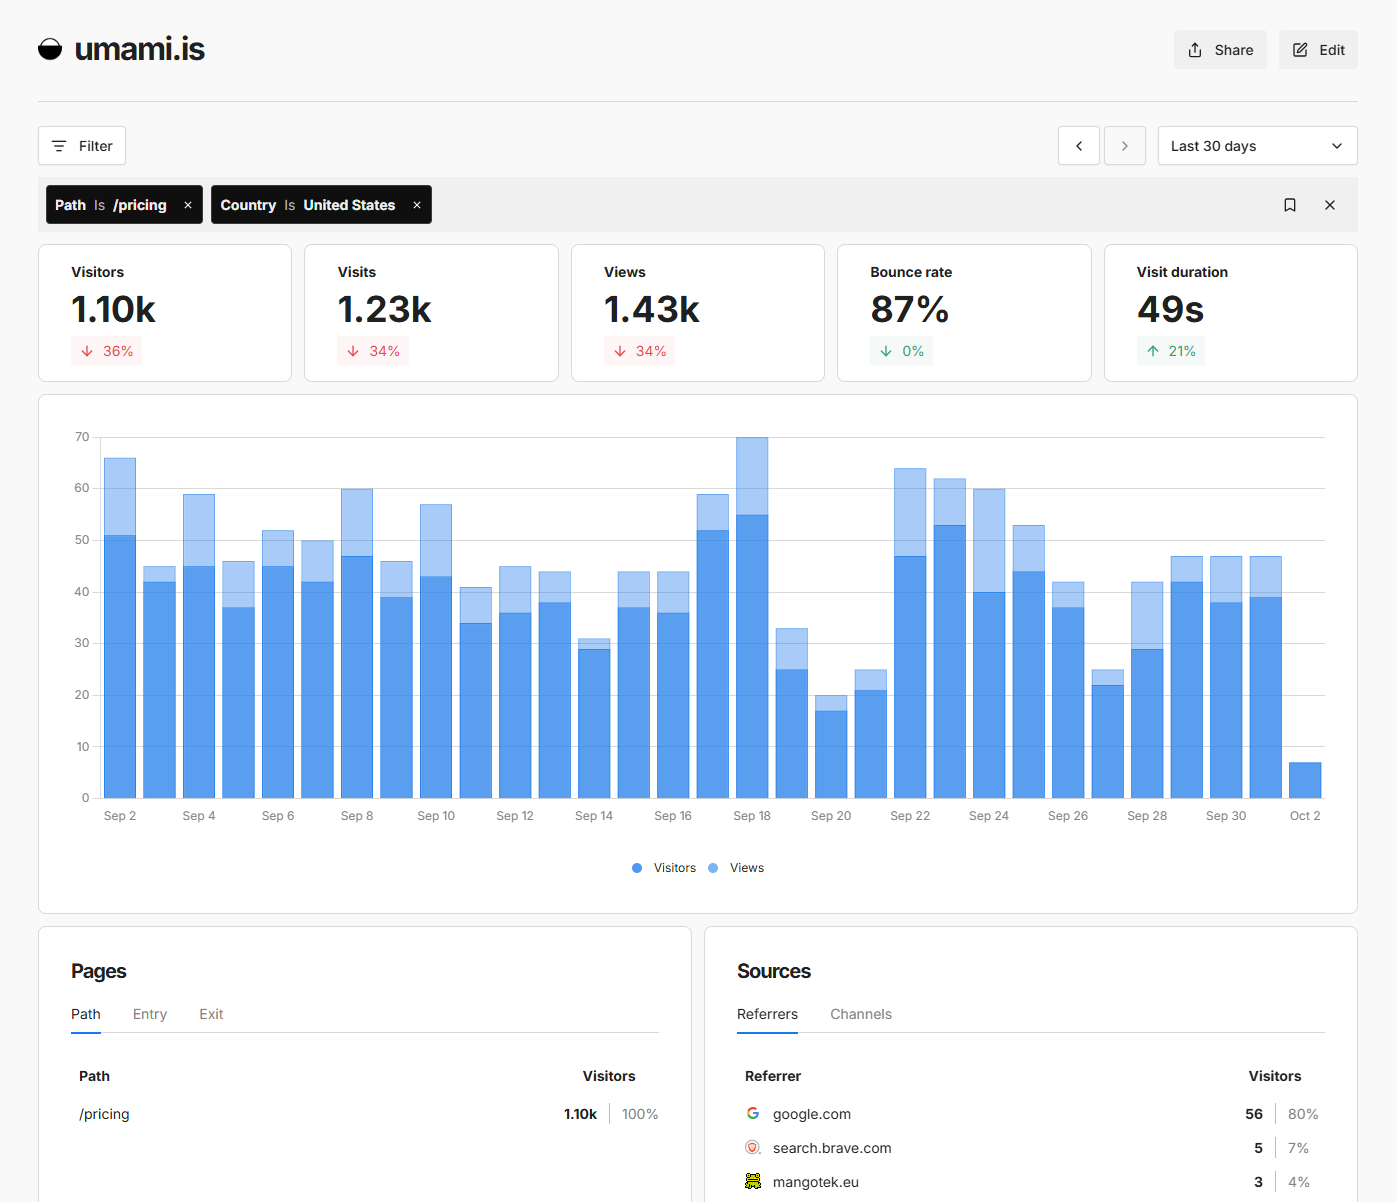 umami.is
Share
Edit
Filter
Last 30 days
Path Is /pricing ×
Country Is United States ×
Visitors
1.10k
36%
Visits
1.23k
34%
Views
1.43k
34%
Bounce rate
87%
0%
Visit duration
49s
21%
70
60
50
40
30
20
10
0
Sep 2 Sep 4 Sep 6 Sep 8 Sep 10 Sep 12 Sep 14 Sep 16 Sep 18 Sep 20 Sep 22 Sep 24 Sep 26 Sep 28 Sep 30 Oct 2
Visitors Views
Pages
Path Entry Exit
Path Visitors
/pricing 1.10k 100%
Sources
Referrers Channels
Referrer Visitors
google.com 56 80%
search.brave.com 5 7%
mangotek.eu 3 4%